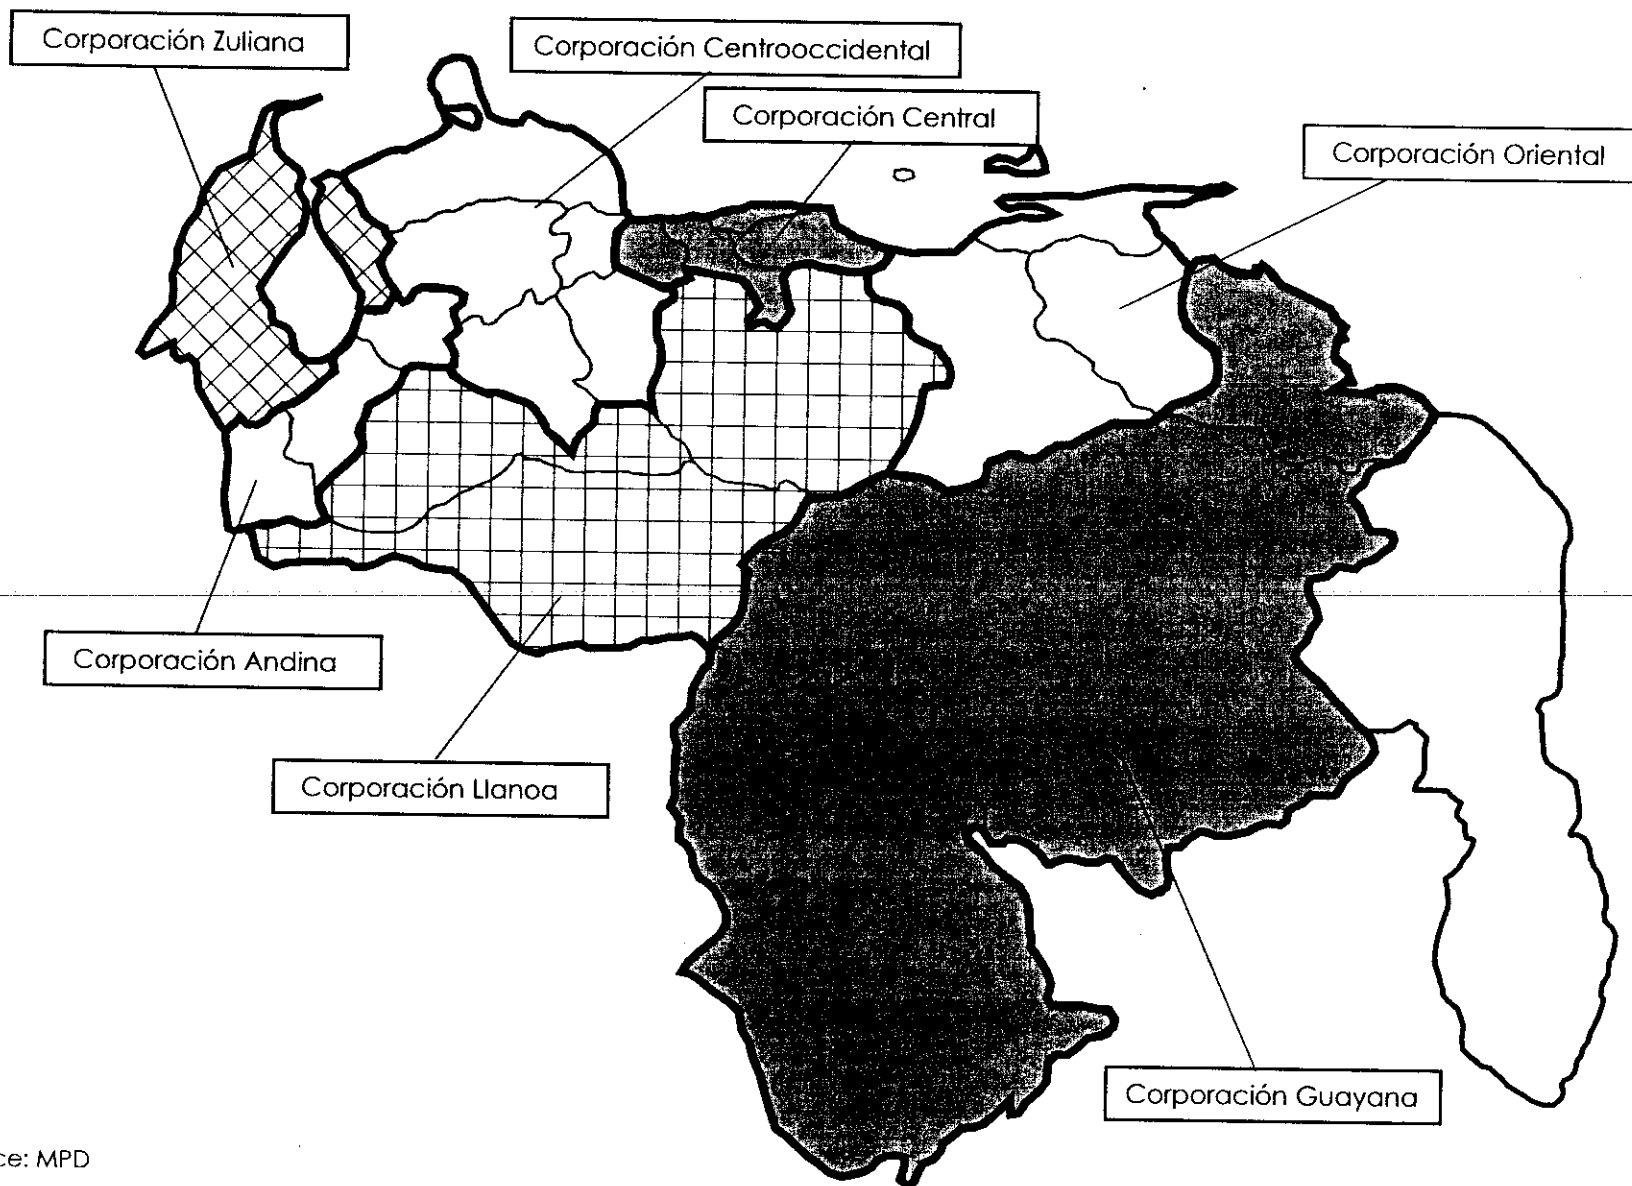 Corporación Zuliana
Corporación Centrooccidental
Corporación Central
Corporación Oriental
Corporación Andina
Corporación Llanoa
Corporación Guayana
ce: MPD